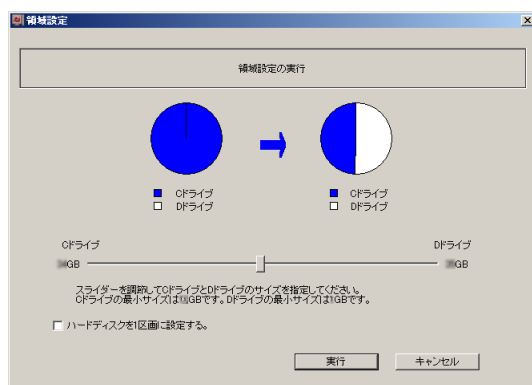 領域設定
領域設定の実行
Cドライブ
Dドライブ
Cドライブ
Dドライブ
Cドライブ
Dドライブ
GB
GB
スライダーを調節してCドライブとDドライブのサイズを指定してください。
Cドライブの最小サイズは GBです。Dドライブの最小サイズは1GBです。
ハードディスクを1区画に設定する。
実行
キャンセル